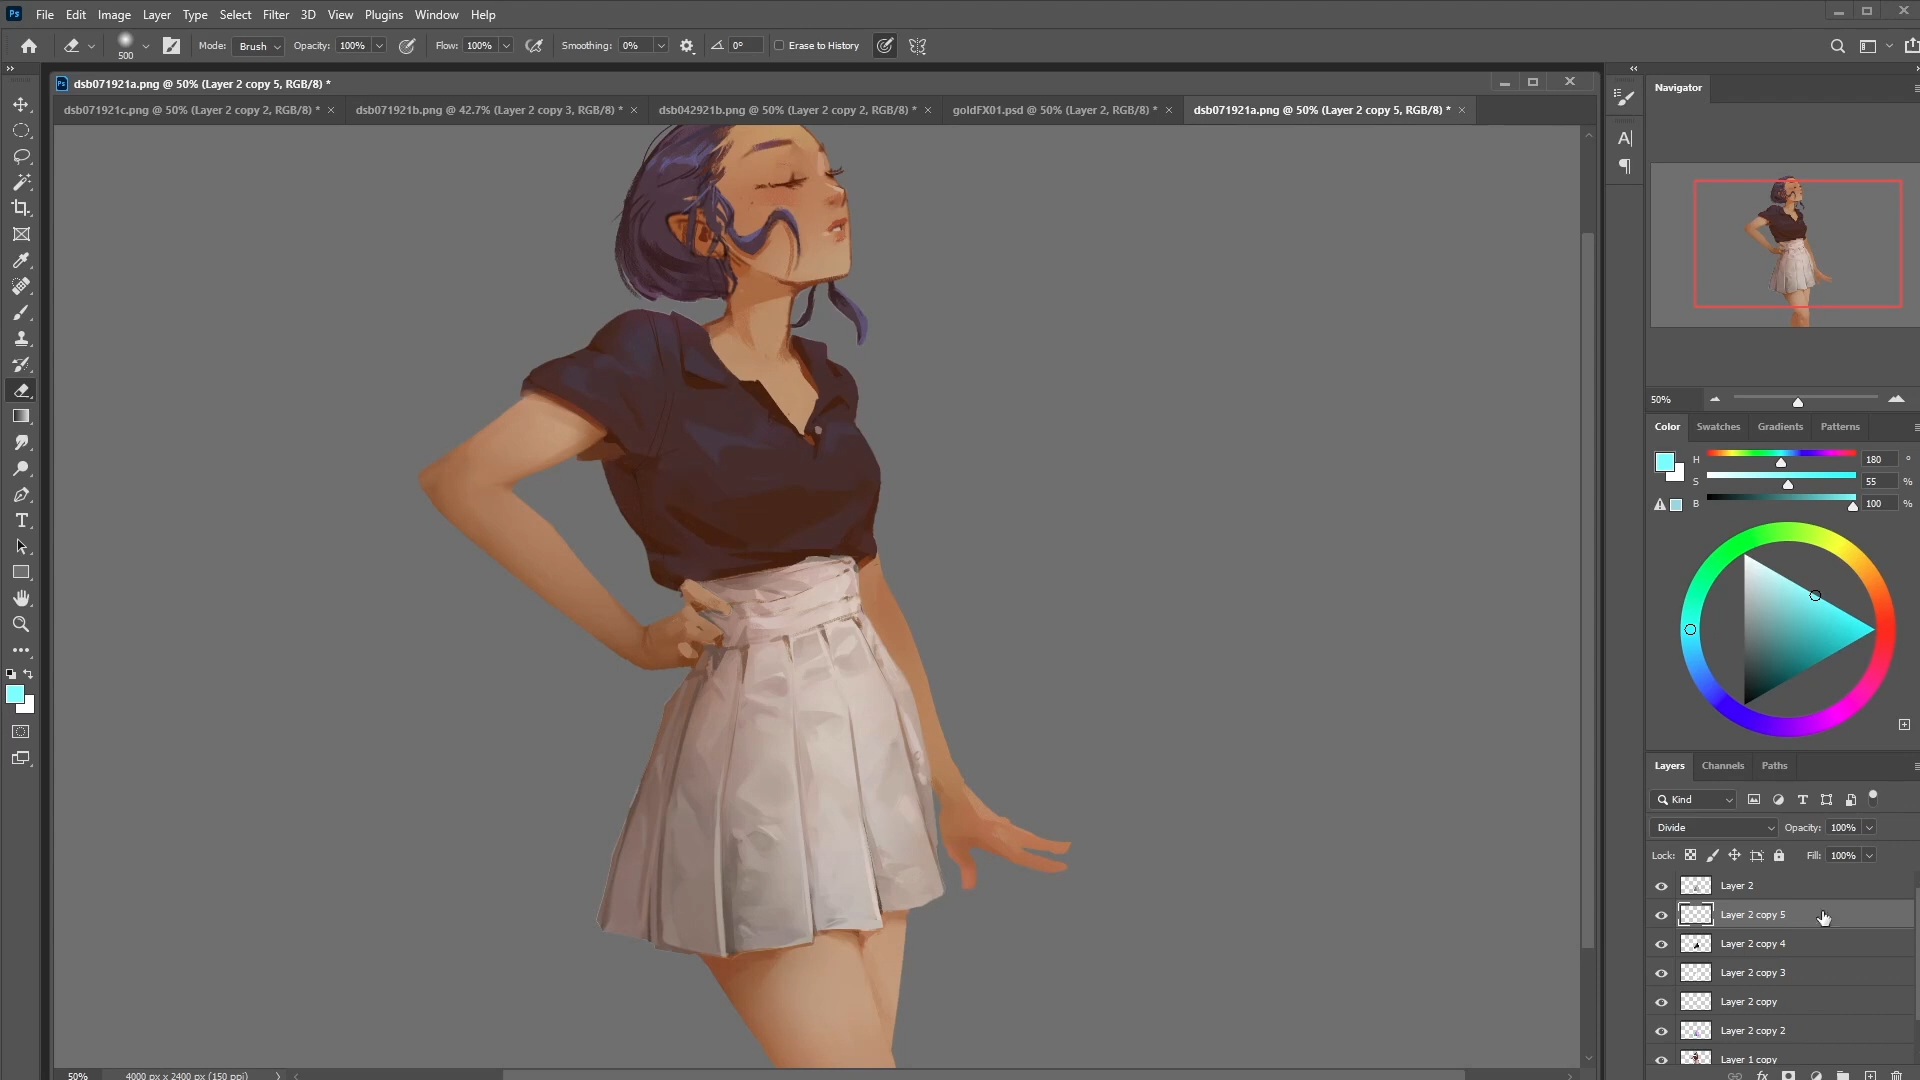 Ps File Edit Image Layer Type Select Filter 3D View Plugins Window Help
500 Mode: Brush Opacity: 100% Flow: 100% Smoothing: 0% 0° Erase to History
Ps dsb071921a.png @ 50% (Layer 2 copy 5, RGB/8) *
dsb071921c.png @ 50% (Layer 2 copy 2, RGB/8) * dsb071921b.png @ 42.7% (Layer 2 copy 3, RGB/8) * dsb042921b.png @ 50% (Layer 2 copy 2, RGB/8) * goldFX01.psd @ 50% (Layer 2, RGB/8) * dsb071921a.png @ 50% (Layer 2 copy 5, RGB/8) *
Navigator
50%
Color Swatches Gradients Patterns
H 180 °
S 55 %
B 100 %
Layers Channels Paths
Kind
Divide Opacity: 100%
Lock: Fill: 100%
Layer 2
Layer 2 copy 5
Layer 2 copy 4
Layer 2 copy 3
Layer 2 copy
Layer 2 copy 2
Layer 1 copy
50% 4000 px x 2400 px (150 ppi)